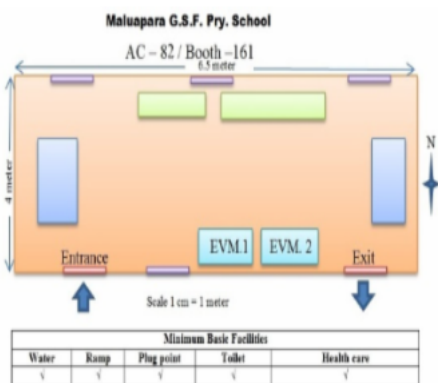 Maluapara G.S.F. Pry. School
AC – 82 / Booth –161
6.5 meter
4 meter
N
EVM.1 EVM. 2
Entrance Exit
Scale 1 cm = 1 meter
Minimum Basic Facilities
Water Ramp Plug point Toilet Health care
√ √ √ √ √